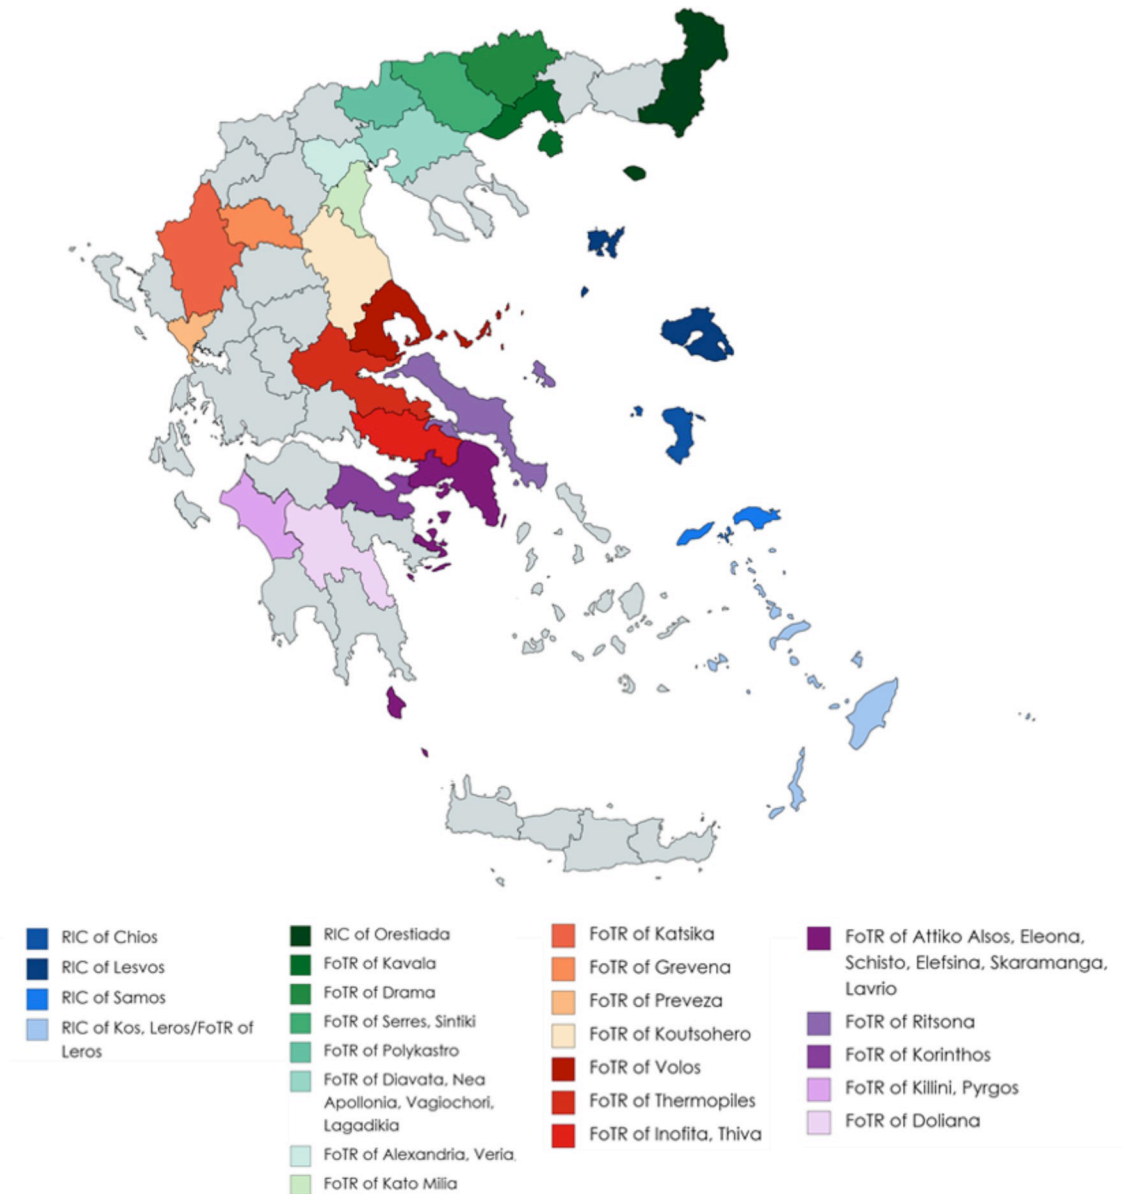 RIC of Chios
RIC of Lesvos
RIC of Samos
RIC of Kos, Leros/FoTR of
Leros
RIC of Orestiada
FoTR of Kavala
FoTR of Drama
FoTR of Serres, Sintiki
FoTR of Polykastro
FoTR of Diavata, Nea
Apollonia, Vagiochori,
Lagadikia
FoTR of Alexandria, Veria
FoTR of Kato Milia
FoTR of Katsika
FoTR of Grevena
FoTR of Preveza
FoTR of Koutsohero
FoTR of Volos
FoTR of Thermopiles
FoTR of Inofita, Thiva
FoTR of Attiko Alsos, Eleona,
Schisto, Elefsina, Skaramanga,
Lavrio
FoTR of Ritsona
FoTR of Korinthos
FoTR of Killini, Pyrgos
FoTR of Doliana